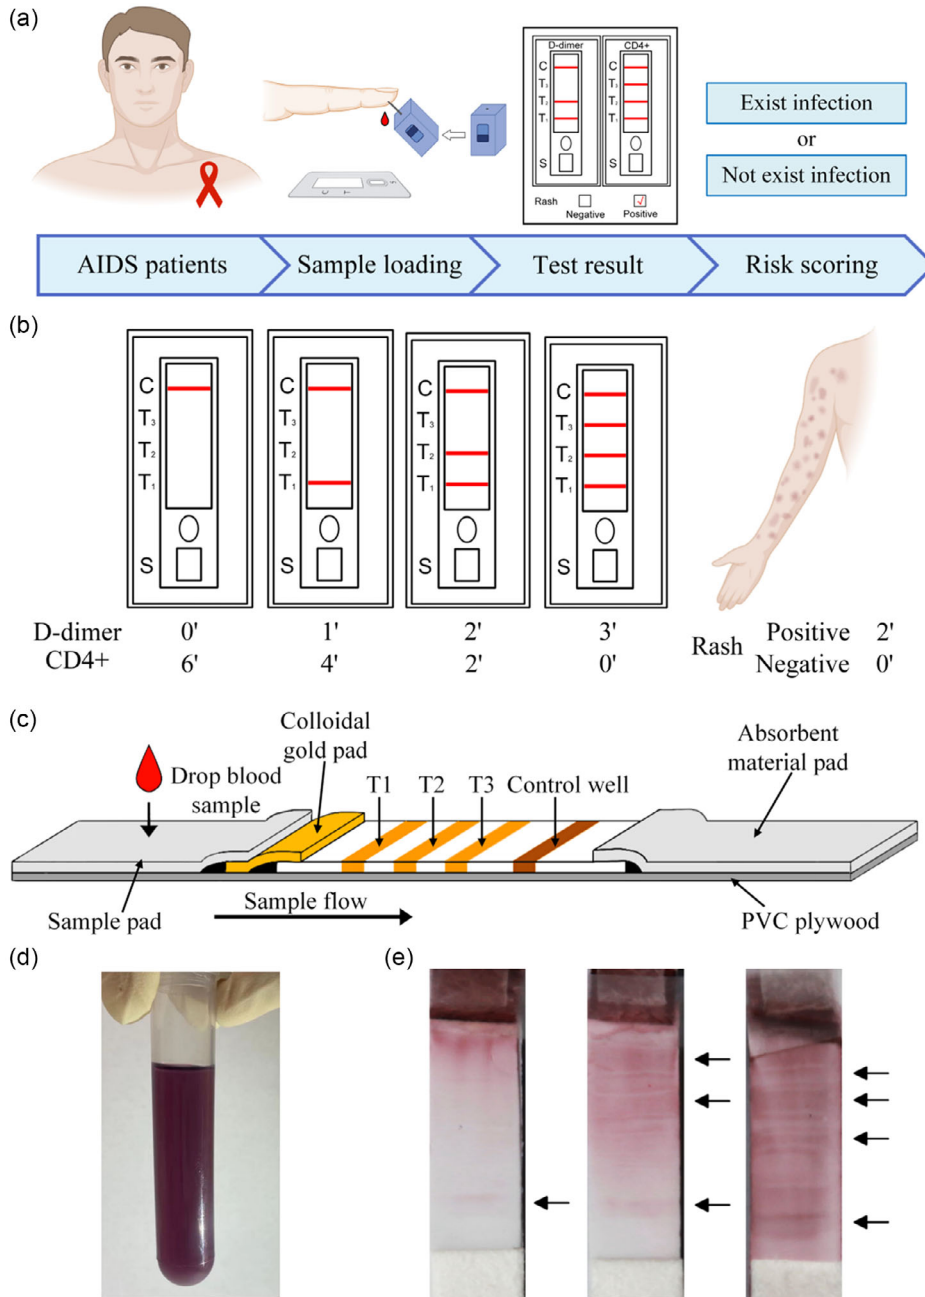 (a)
D-dimer
CD4+
C
T3
T2
T1
S
C
T3
T2
T1
S
Rash
Negative
Positive
C
T
S
Exist infection
or
Not exist infection
AIDS patients
Sample loading
Test result
Risk scoring
(b)
C
T3
T2
T1
S
C
T3
T2
T1
S
C
T3
T2
T1
S
C
T3
T2
T1
S
D-dimer 0' 1' 2' 3'
CD4+ 6' 4' 2' 0'
Rash
Positive 2'
Negative 0'
(c)
Drop blood
sample
Colloidal
gold pad
T1
T2
T3
Control well
Absorbent
material pad
Sample pad
Sample flow
PVC plywood
(d)
(e)